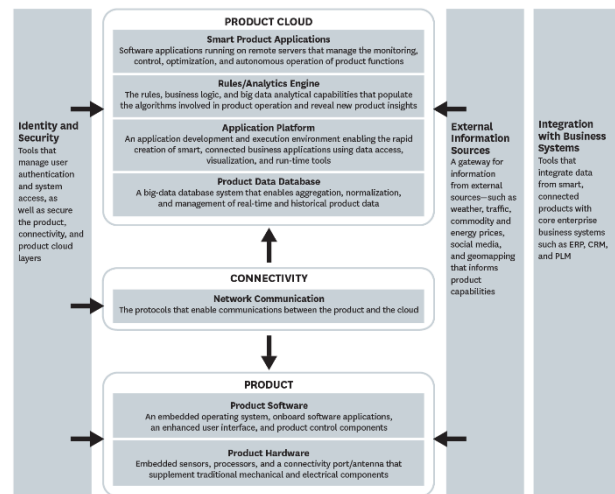 PRODUCT CLOUD
Smart Product Applications
Software applications running on remote servers that manage the monitoring,
control, optimization, and autonomous operation of product functions
Rules/Analytics Engine
The rules, business logic, and big data analytical capabilities that populate
the algorithms involved in product operation and reveal new product insights
Application Platform
An application development and execution environment enabling the rapid
creation of smart, connected business applications using data access,
visualization, and run-time tools
Product Data Database
A big-data database system that enables aggregation, normalization,
and management of real-time and historical product data
CONNECTIVITY
Network Communication
The protocols that enable communications between the product and the cloud
PRODUCT
Product Software
An embedded operating system, onboard software applications,
an enhanced user interface, and product control components
Product Hardware
Embedded sensors, processors, and a connectivity port/antenna that
supplement traditional mechanical and electrical components
Identity and
Security
Tools that
manage user
authentication
and system
access, as
well as secure
the product,
connectivity, and
product cloud
layers
External
Information
Sources
A gateway for
information
from external
sources—such as
weather, traffic,
commodity and
energy prices,
social media,
and geomapping
that informs
product
capabilities
Integration
with Business
Systems
Tools that
integrate data
from smart,
connected
products with
core enterprise
business systems
such as ERP, CRM,
and PLM